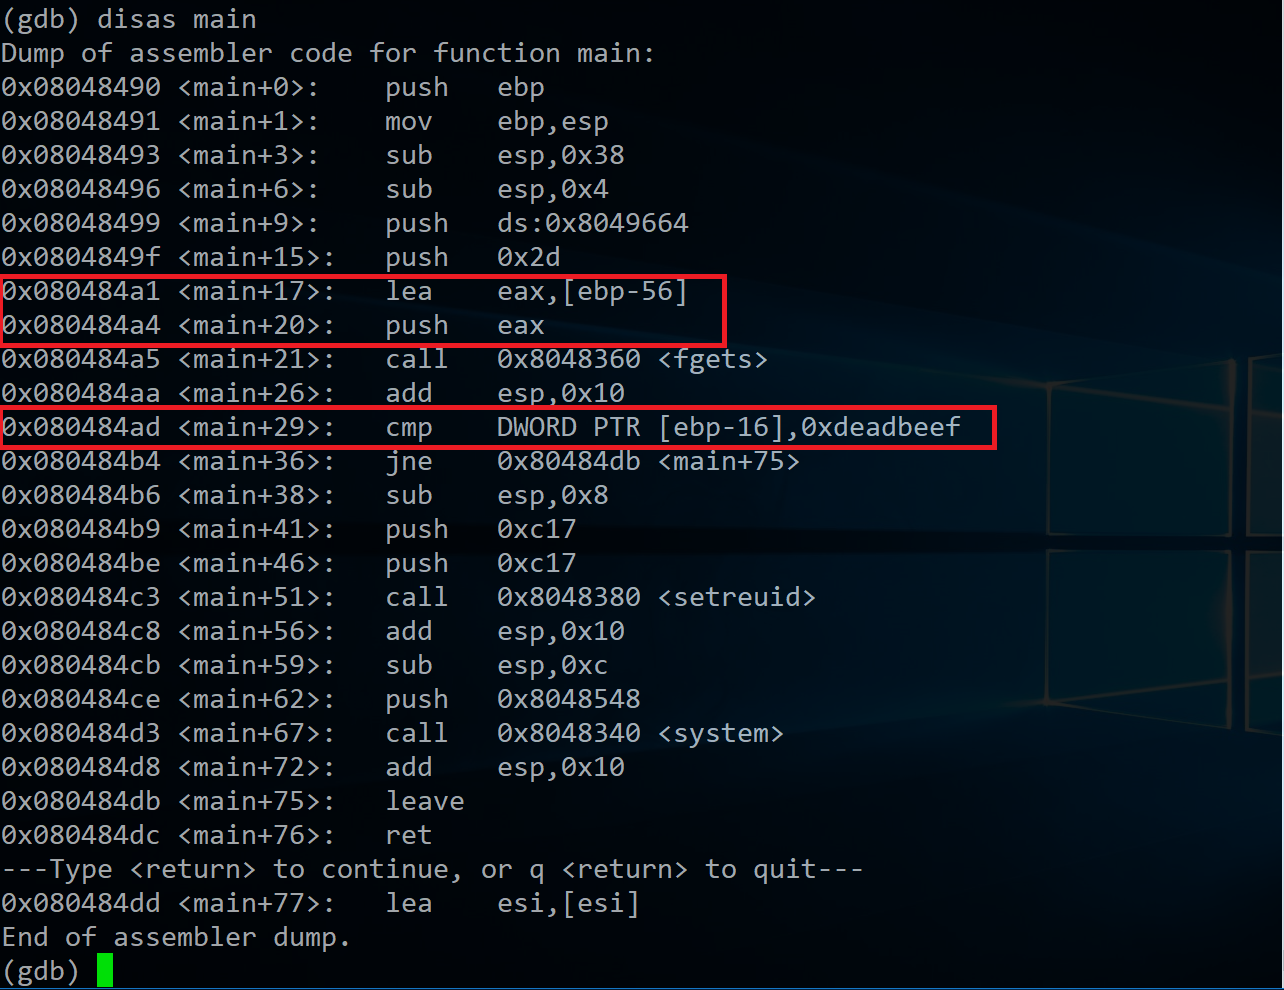 (gdb) disas main
Dump of assembler code for function main:
0x08048490 <main+0>:    push   ebp
0x08048491 <main+1>:    mov    ebp,esp
0x08048493 <main+3>:    sub    esp,0x38
0x08048496 <main+6>:    sub    esp,0x4
0x08048499 <main+9>:    push   ds:0x8049664
0x0804849f <main+15>:   push   0x2d
0x080484a1 <main+17>:   lea    eax,[ebp-56]
0x080484a4 <main+20>:   push   eax
0x080484a5 <main+21>:   call   0x8048360 <fgets>
0x080484aa <main+26>:   add    esp,0x10
0x080484ad <main+29>:   cmp    DWORD PTR [ebp-16],0xdeadbeef
0x080484b4 <main+36>:   jne    0x80484db <main+75>
0x080484b6 <main+38>:   sub    esp,0x8
0x080484b9 <main+41>:   push   0xc17
0x080484be <main+46>:   push   0xc17
0x080484c3 <main+51>:   call   0x8048380 <setreuid>
0x080484c8 <main+56>:   add    esp,0x10
0x080484cb <main+59>:   sub    esp,0xc
0x080484ce <main+62>:   push   0x8048548
0x080484d3 <main+67>:   call   0x8048340 <system>
0x080484d8 <main+72>:   add    esp,0x10
0x080484db <main+75>:   leave
0x080484dc <main+76>:   ret
---Type <return> to continue, or q <return> to quit---
0x080484dd <main+77>:   lea    esi,[esi]
End of assembler dump.
(gdb)